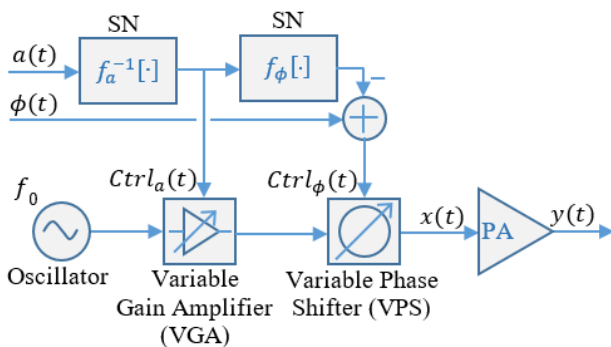 SN
SN
a(t)
f_a^{-1}[·]
f_ϕ[·]
−
ϕ(t)
+
Ctrl_a(t)
Ctrl_ϕ(t)
f_0
x(t)
PA
y(t)
Oscillator
Variable
Gain Amplifier
(VGA)
Variable Phase
Shifter (VPS)